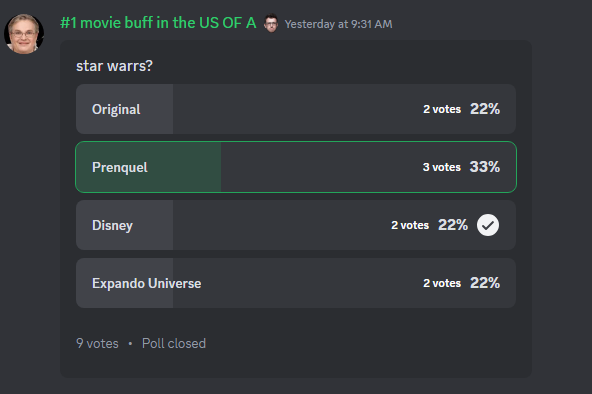 #1 movie buff in the US OF A Yesterday at 9:31 AM
star warrs?
Original 2 votes 22%
Prenquel 3 votes 33%
Disney 2 votes 22%
Expando Universe 2 votes 22%
9 votes • Poll closed